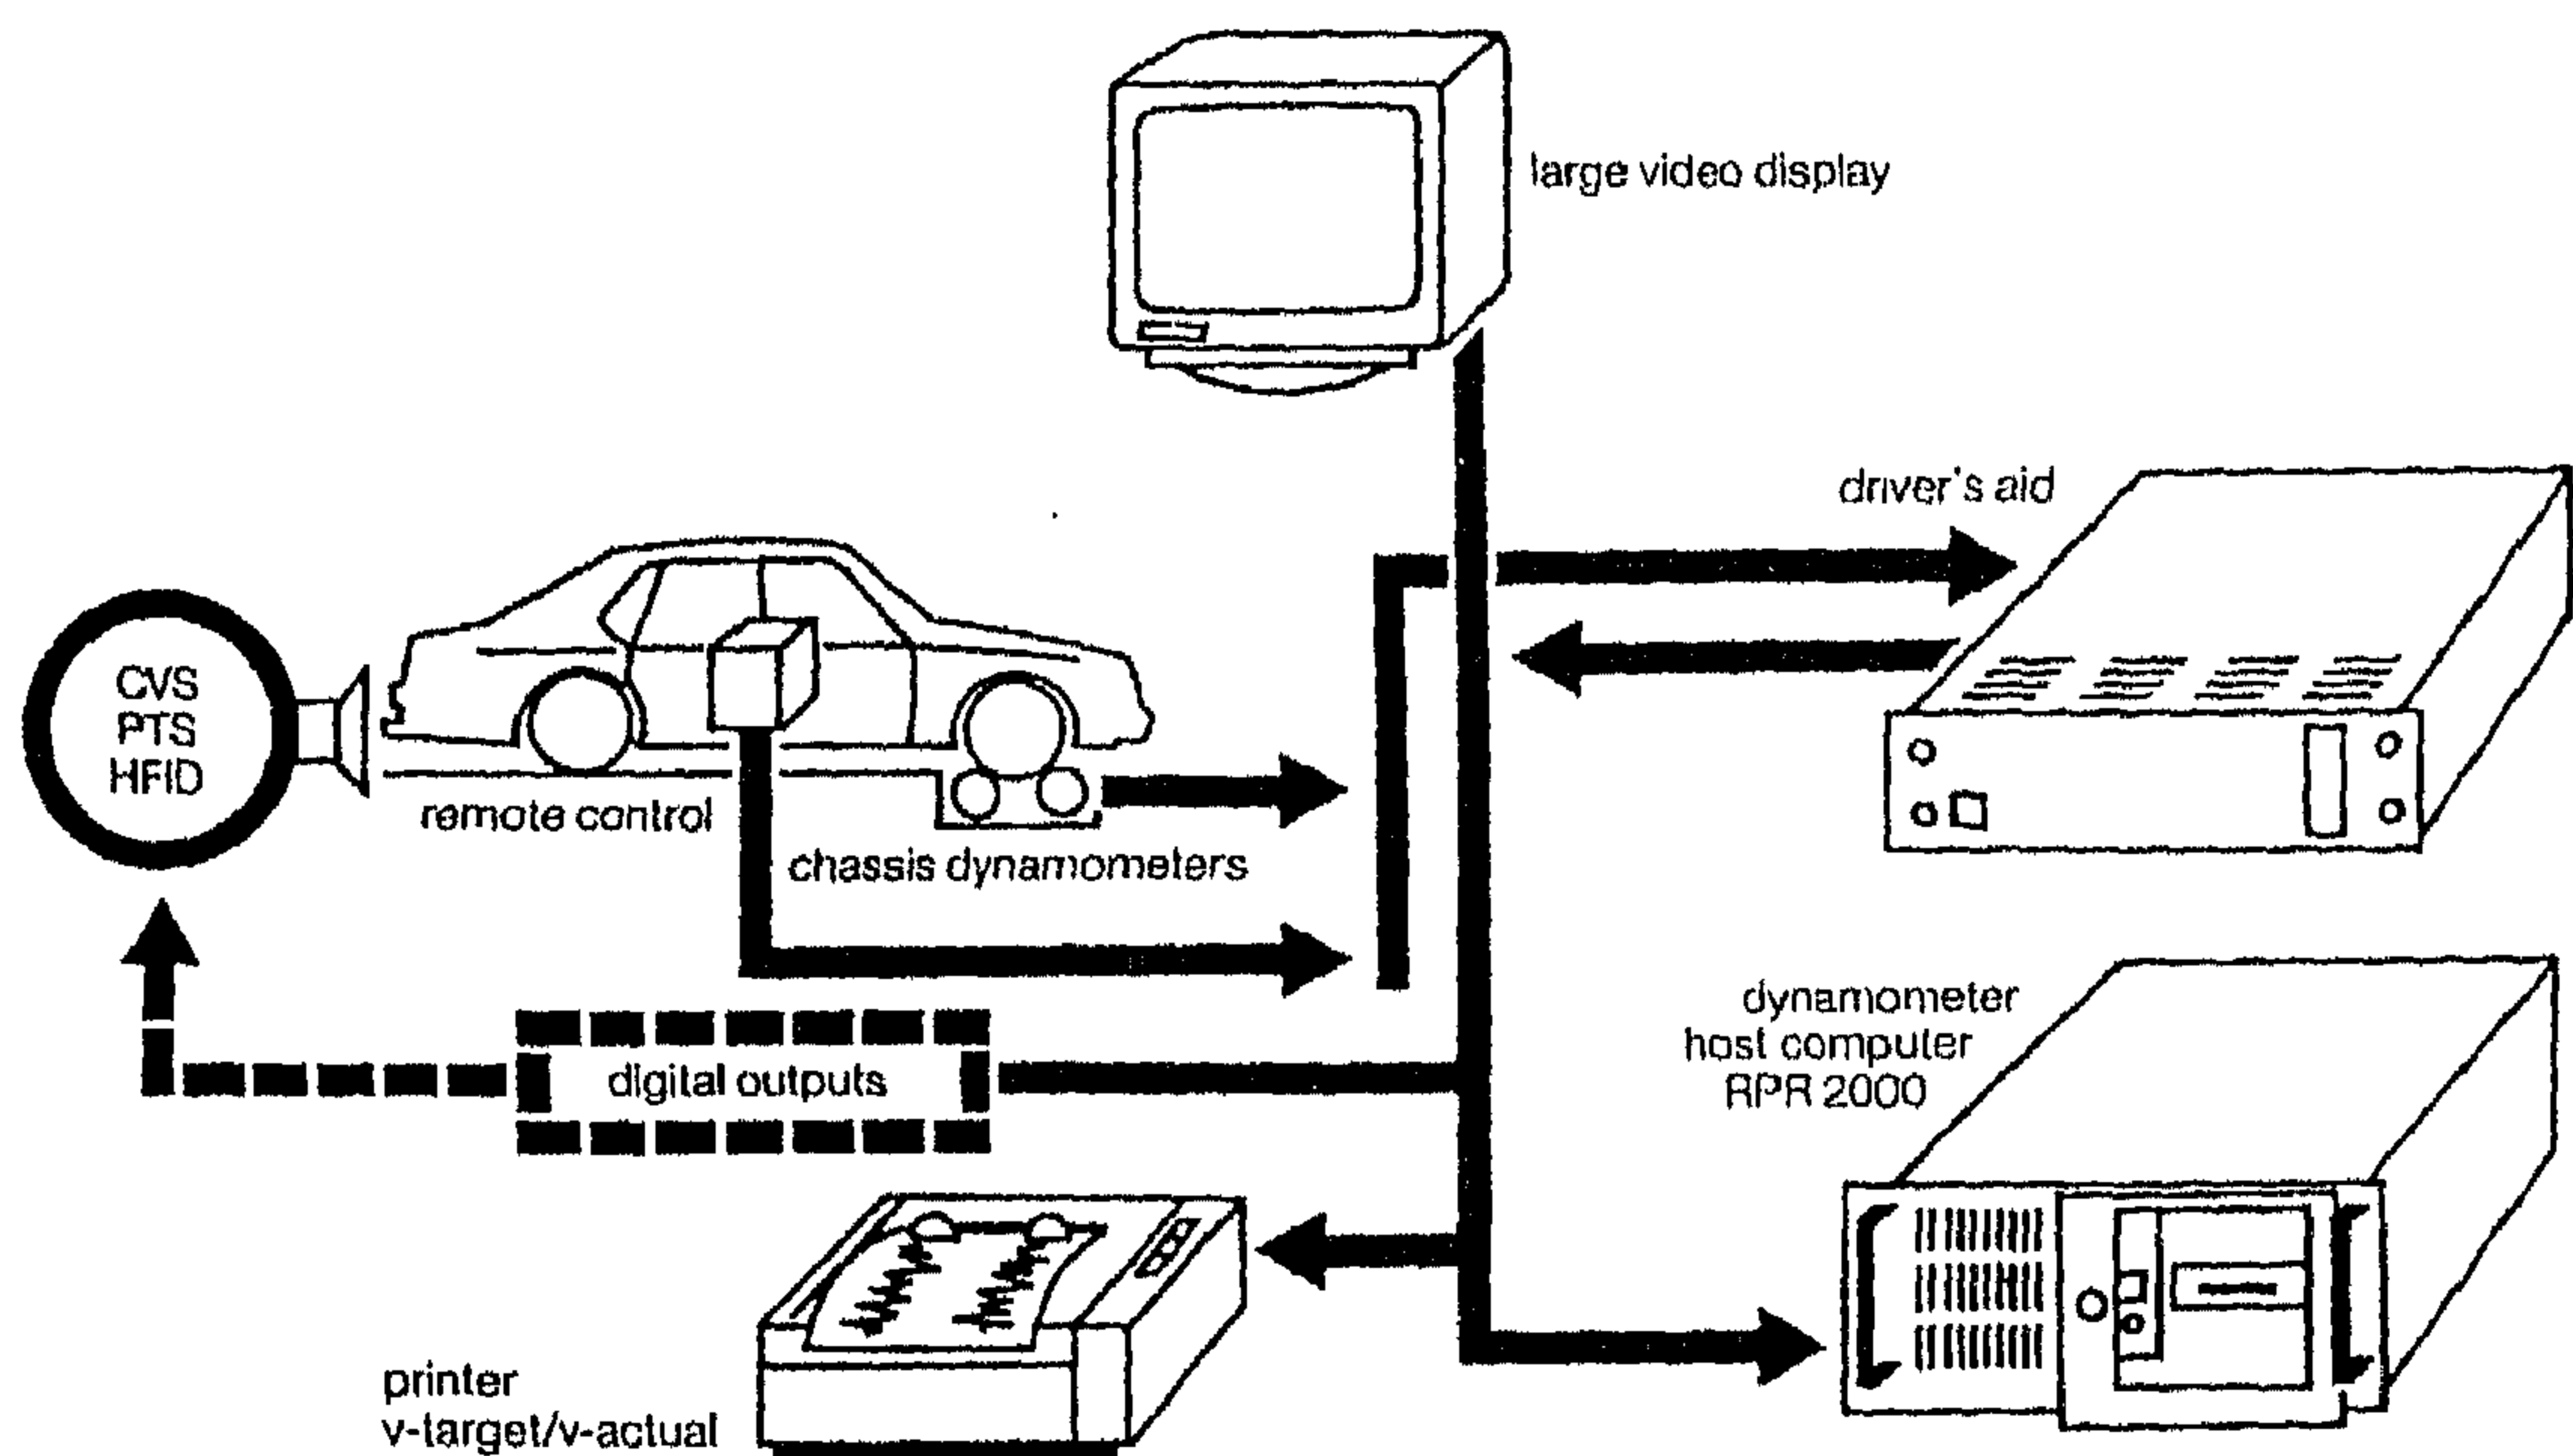 large video display
driver's aid
CVS
PTS
HFID
remote control
chassis dynamometers
digital outputs
dynamometer
host computer
RPR 2000
printer
v-target/v-actual